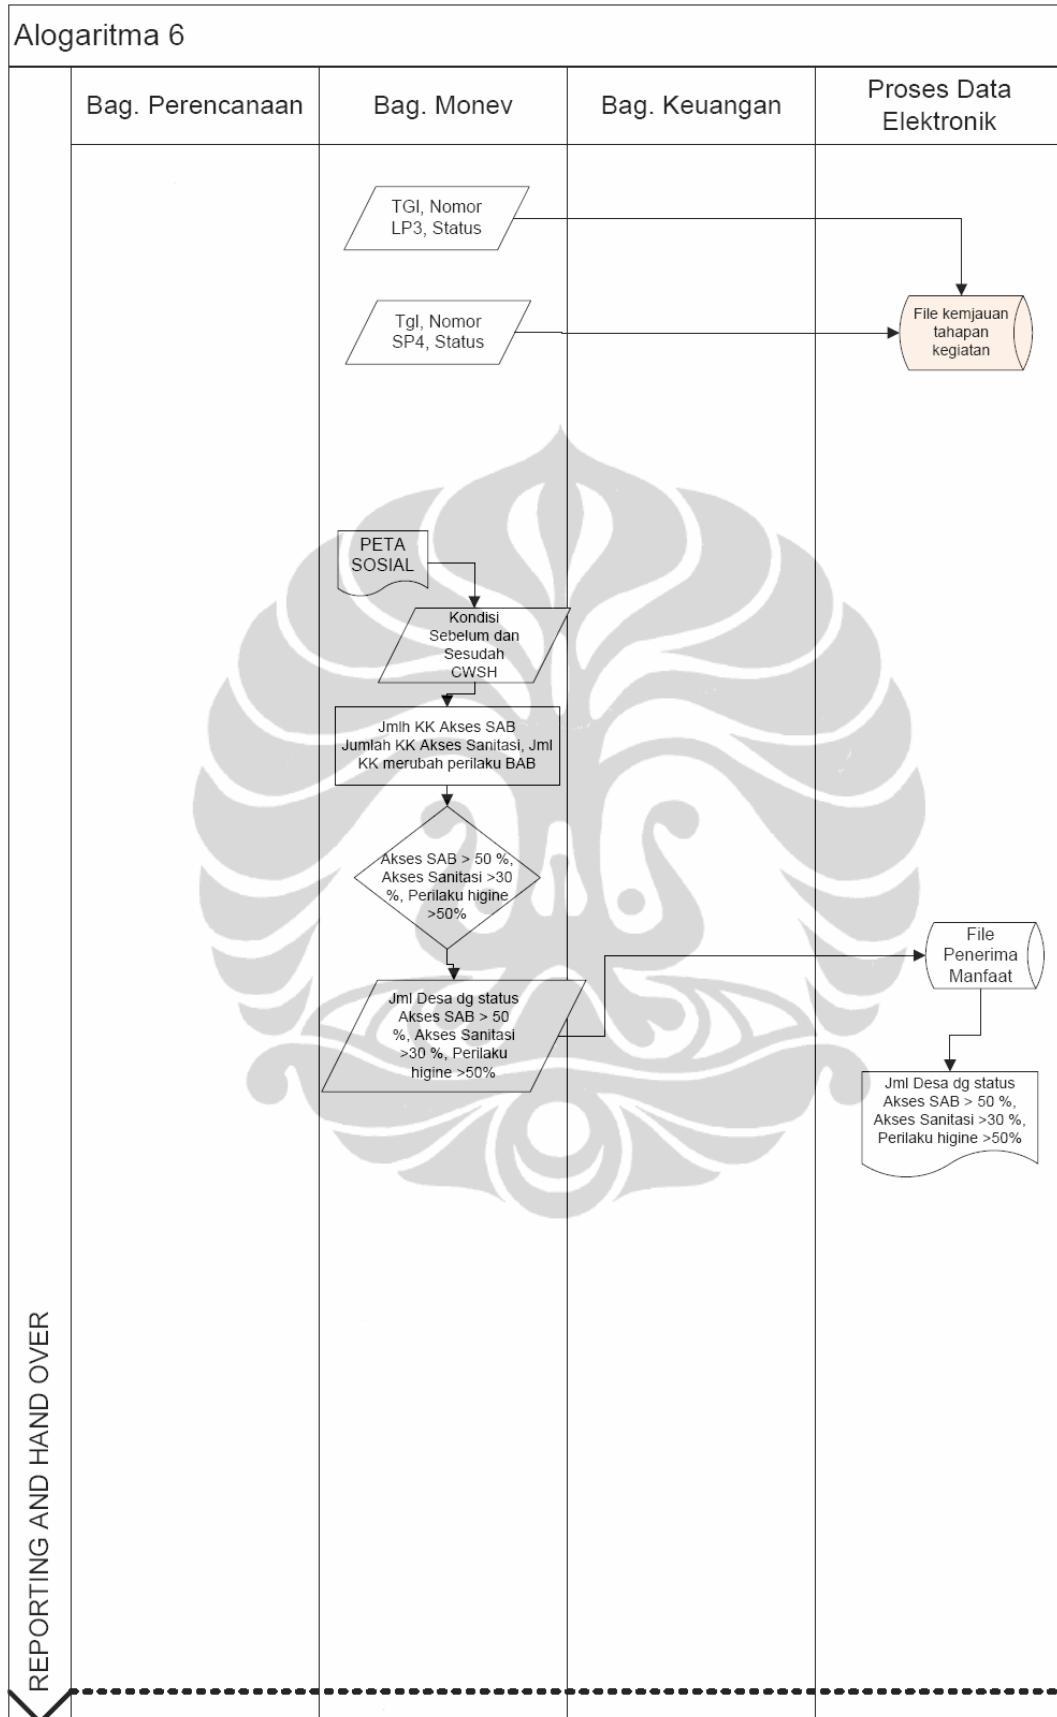 Alogaritma 6
Bag. Perencanaan
Bag. Monev
Bag. Keuangan
Proses Data
Elektronik
TGl, Nomor
LP3, Status
Tgl, Nomor
SP4, Status
File kemjauan
tahapan
kegiatan
PETA
SOSIAL
Kondisi
Sebelum dan
Sesudah
CWSH
Jmlh KK Akses SAB
Jumlah KK Akses Sanitasi, Jml
KK merubah perilaku BAB
Akses SAB > 50 %,
Akses Sanitasi >30
%, Perilaku higine
>50%
File
Penerima
Manfaat
Jml Desa dg status
Akses SAB > 50
%, Akses Sanitasi
>30 %, Perilaku
higine >50%
Jml Desa dg status
Akses SAB > 50 %,
Akses Sanitasi >30 %,
Perilaku higine >50%
REPORTING AND HAND OVER